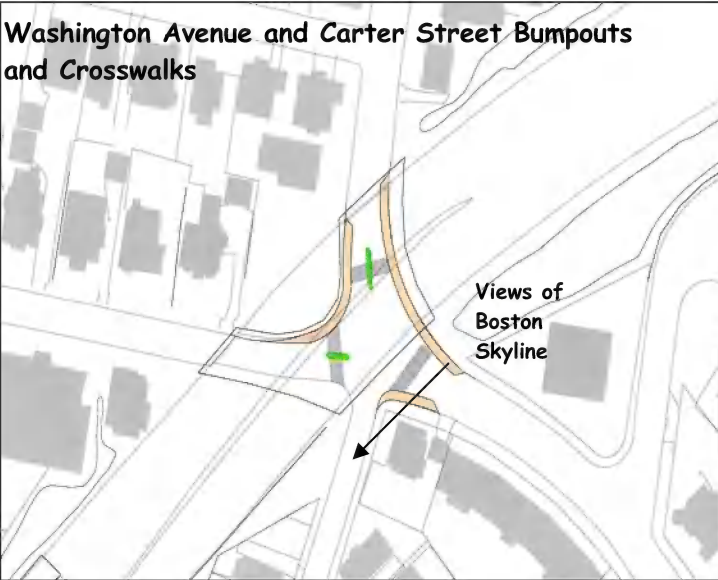 Washington Avenue and Carter Street Bumpouts
and Crosswalks
Views of
Boston
Skyline